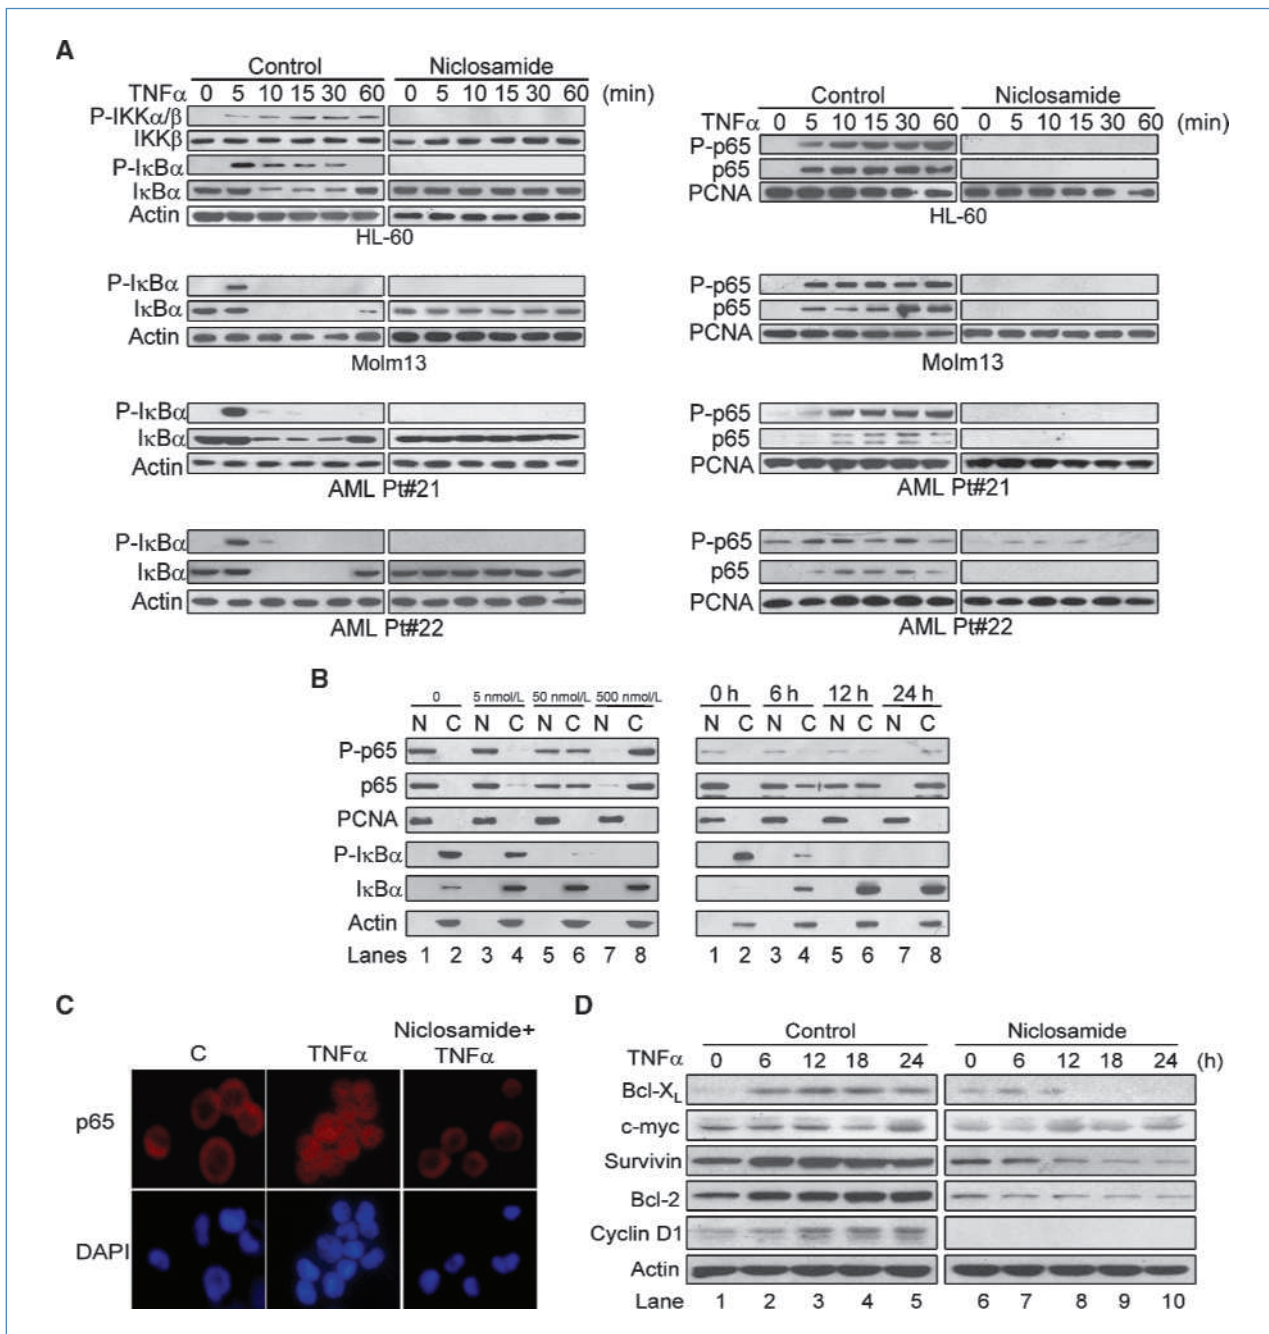 A
Control Niclosamide
TNFα 0 5 10 15 30 60 0 5 10 15 30 60 (min)
P-IKKα/β
IKKβ
P-IκBα
IκBα
Actin
HL-60
P-IκBα
IκBα
Actin
Molm13
P-IκBα
IκBα
Actin
AML Pt#21
P-IκBα
IκBα
Actin
AML Pt#22
Control Niclosamide
TNFα 0 5 10 15 30 60 0 5 10 15 30 60 (min)
P-p65
p65
PCNA
HL-60
P-p65
p65
PCNA
Molm13
P-p65
p65
PCNA
AML Pt#21
P-p65
p65
PCNA
AML Pt#22
B
0 5 nmol/L 50 nmol/L 500 nmol/L 0 h 6 h 12 h 24 h
N C N C N C N C N C N C N C N C
P-p65
p65
PCNA
P-IκBα
IκBα
Actin
Lanes 1 2 3 4 5 6 7 8 1 2 3 4 5 6 7 8
C
Niclosamide+
C TNFα TNFα
p65
DAPI
D
Control Niclosamide
TNFα 0 6 12 18 24 0 6 12 18 24 (h)
Bcl-XL
c-myc
Survivin
Bcl-2
Cyclin D1
Actin
Lane 1 2 3 4 5 6 7 8 9 10